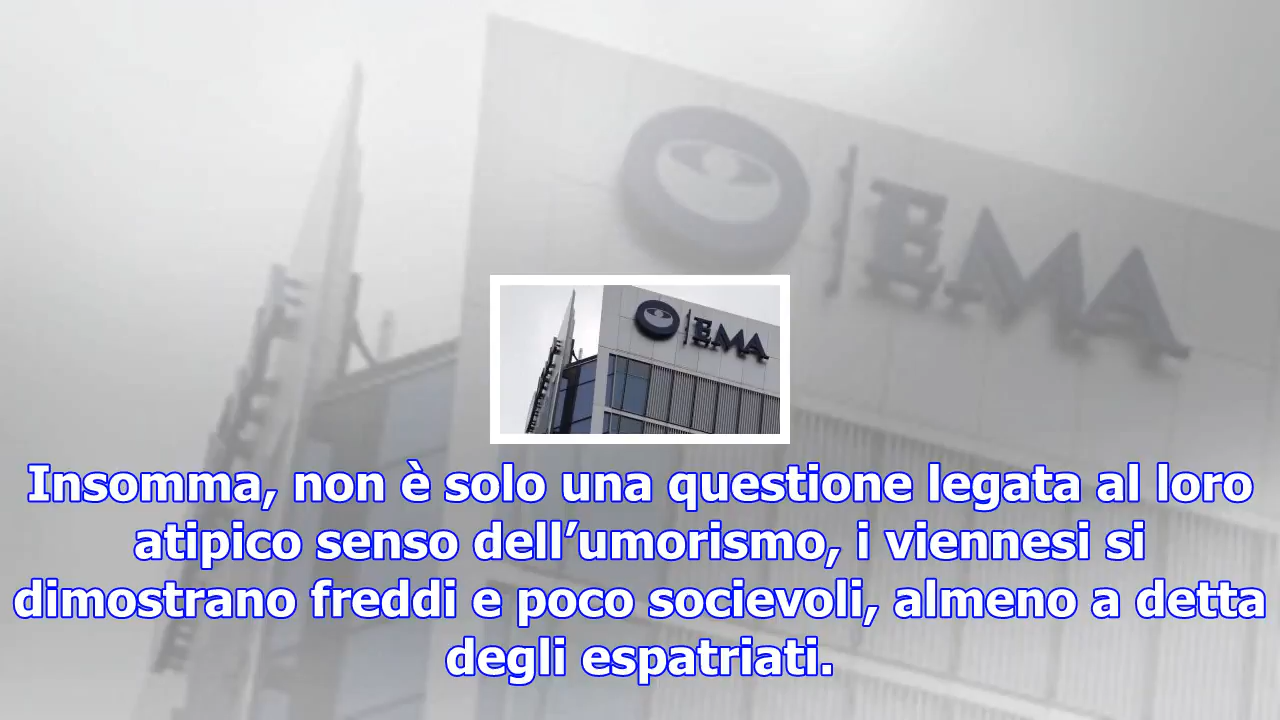 EMA
EMA
Insomma, non è solo una questione legata al loro
atipico senso dell’umorismo, i viennesi si
dimostrano freddi e poco socievoli, almeno a detta
degli espatriati.